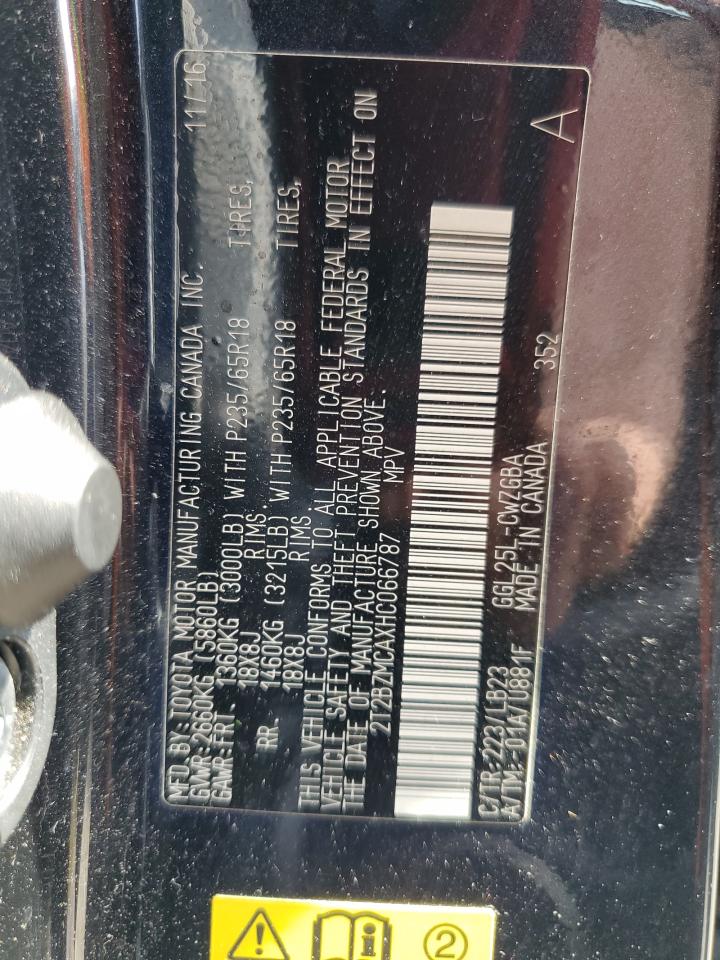 MFD BY:TOYOTA MOTOR MANUFACTURING CANADA INC. 11/16
GVWR:2660KG (5860LB)
GAWR:FRT. 1360KG (3000LB) WITH P235/65R18 TIRES,
18X8J RIMS.
RR. 1460KG (3215LB) WITH P235/65R18 TIRES,
18X8J RIMS.
THIS VEHICLE CONFORMS TO ALL APPLICABLE FEDERAL MOTOR
VEHICLE SAFETY AND THEFT PREVENTION STANDARDS IN EFFECT ON
THE DATE OF MANUFACTURE SHOWN ABOVE.
2T2BZMCAXHC066787 MPV
C/TR:223/LB23 GGL25L-CWZGBA
A/TM:-01A/U881F MADE IN CANADA 352 A
2